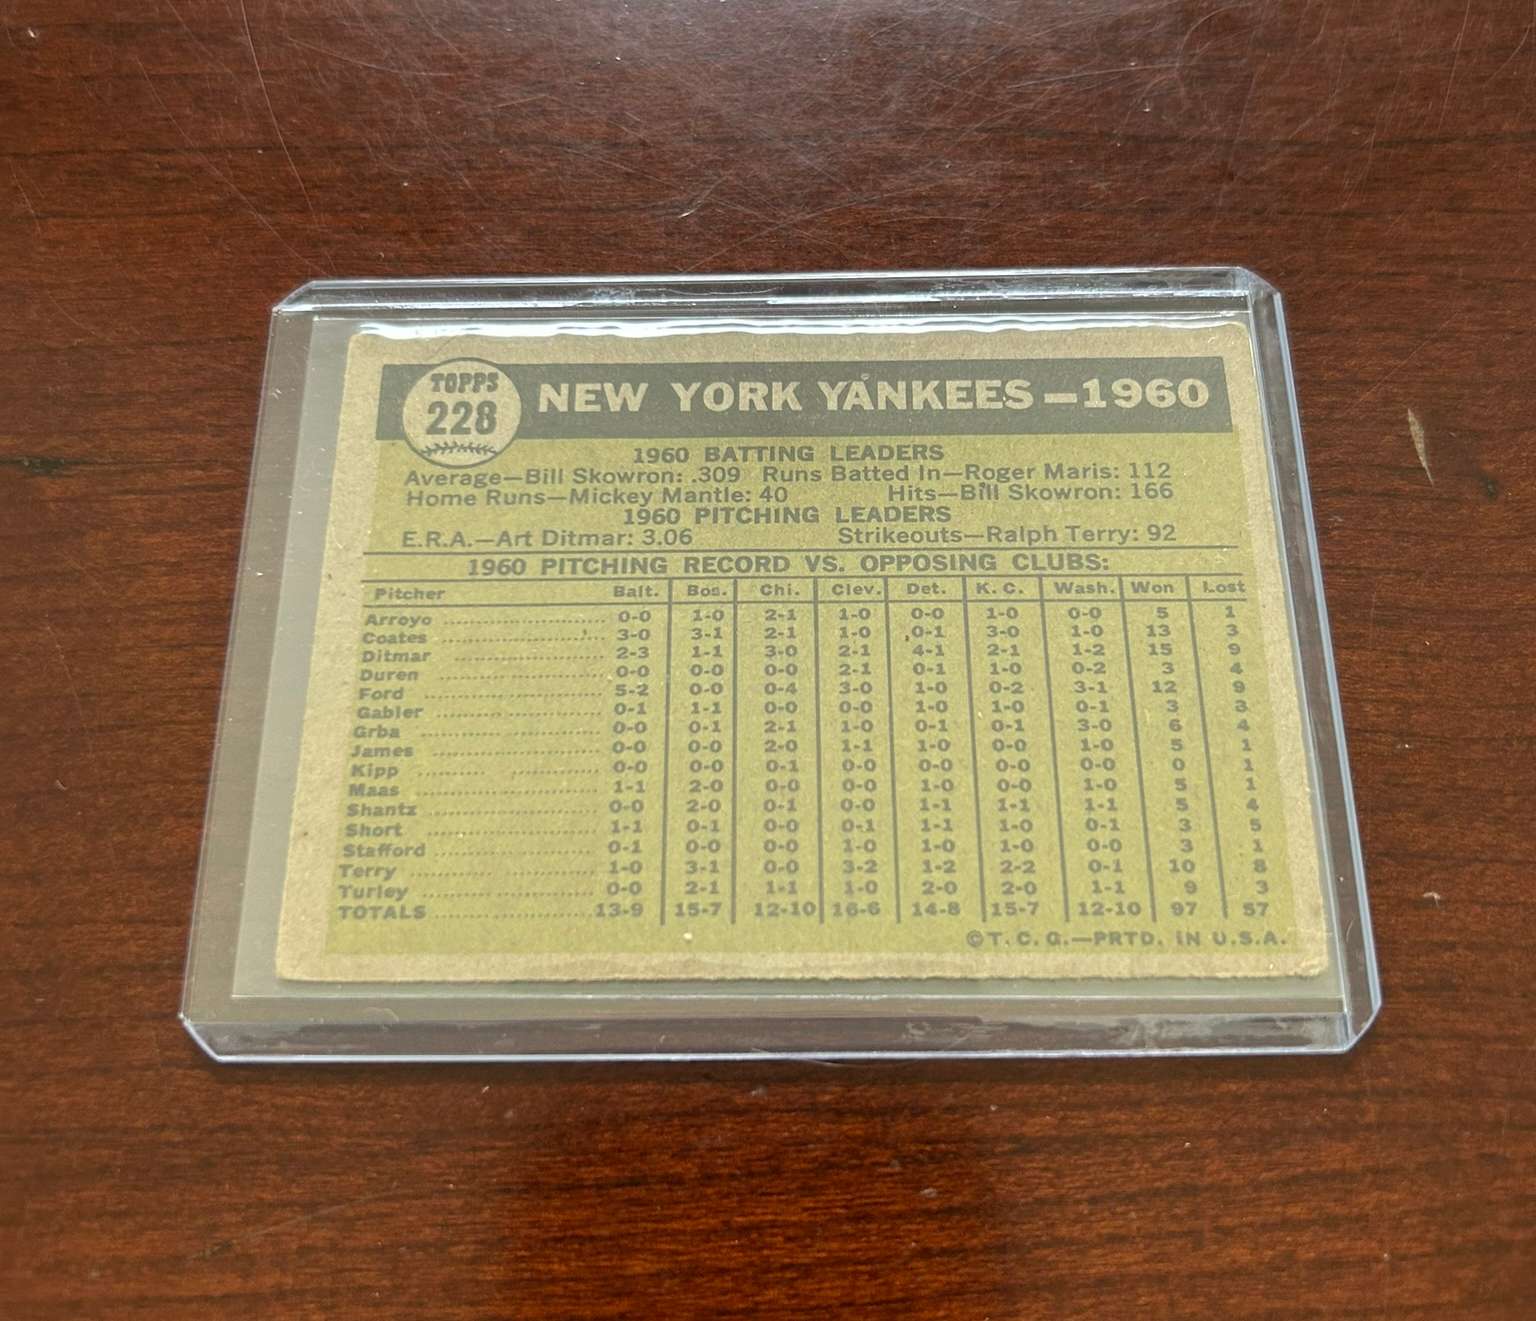 TOPPS
228
NEW YORK YANKEES—1960
1960 BATTING LEADERS
Average—Bill Skowron: .309 Runs Batted In—Roger Maris: 112
Home Runs—Mickey Mantle: 40 Hits—Bill Skowron: 166
1960 PITCHING LEADERS
E.R.A.—Art Ditmar: 3.06 Strikeouts—Ralph Terry: 92
1960 PITCHING RECORD VS. OPPOSING CLUBS:
Pitcher Balt. Bos. Chi. Clev. Det. K. C. Wash. Won Lost
Arroyo 0-0 1-0 2-1 1-0 0-0 1-0 0-0 5 1
Coates 3-0 3-1 2-1 1-0 0-1 3-0 1-0 13 3
Ditmar 2-3 1-1 3-0 2-1 4-1 2-1 1-2 15 9
Duren 0-0 0-0 0-0 2-1 0-1 1-0 0-2 3 4
Ford 5-2 0-0 0-4 3-0 1-0 0-2 3-1 12 9
Gabler 0-1 1-1 0-0 0-0 1-0 1-0 0-1 3 3
Grba 0-0 0-1 2-1 1-0 0-1 0-1 3-0 6 4
James 0-0 0-0 2-0 1-1 1-0 0-0 1-0 5 1
Kipp 0-0 0-0 0-1 0-0 0-0 0-0 0-0 0 1
Maas 1-1 2-0 0-0 0-0 1-0 0-0 1-0 5 1
Shantz 0-0 2-0 0-1 0-0 1-1 1-1 1-1 5 4
Short 1-1 0-1 0-0 0-1 1-1 1-0 0-1 3 5
Stafford 0-1 0-0 0-0 1-0 1-0 1-0 0-0 3 1
Terry 1-0 3-1 0-0 3-2 1-2 2-2 0-1 10 8
Turley 0-0 2-1 1-1 1-0 2-0 2-0 1-1 9 3
TOTALS 13-9 15-7 12-10 16-6 14-8 15-7 12-10 97 57
©T. C. G.—PRTD. IN U.S.A.